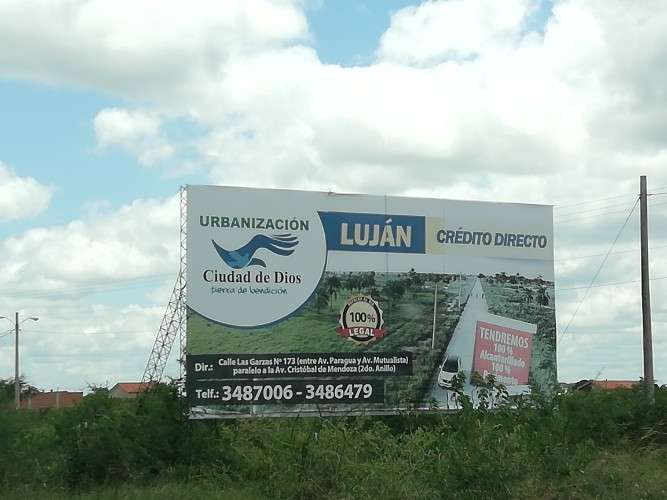 URBANIZACIÓN
Ciudad de Dios
tierra de bendición
LUJÁN
CRÉDITO DIRECTO
100%
LEGAL
TENDREMOS
100 %
Alcantarillado
100 %
Dir.: Calle Las Garzas Nº 173 (entre Av. Paragua y Av. Mutualista)
paralelo a la Av. Cristóbal de Mendoza (2do. Anillo)
Telf.: 3487006 - 3486479